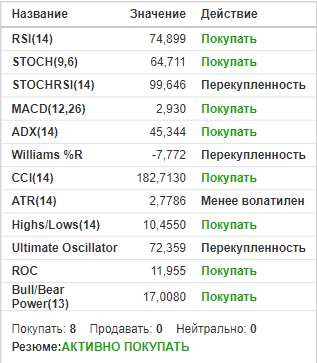 Название Значение Действие
RSI(14) 74,899 Покупать
STOCH(9,6) 64,711 Покупать
STOCHRSI(14) 99,646 Перекупленность
MACD(12,26) 2,930 Покупать
ADX(14) 45,344 Покупать
Williams %R -7,772 Перекупленность
CCI(14) 182,7130 Покупать
ATR(14) 2,7786 Менее волатилен
Highs/Lows(14) 10,4550 Покупать
Ultimate Oscillator 72,359 Перекупленность
ROC 11,955 Покупать
Bull/Bear
Power(13) 17,0080 Покупать
Покупать: 8 Продавать: 0 Нейтрально: 0
Резюме:АКТИВНО ПОКУПАТЬ